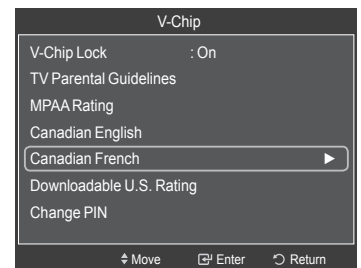 V-Chip
V-Chip Lock : On
TV Parental Guidelines
MPAA Rating
Canadian English
Canadian French ►
Downloadable U.S. Rating
Change PIN
Move Enter Return